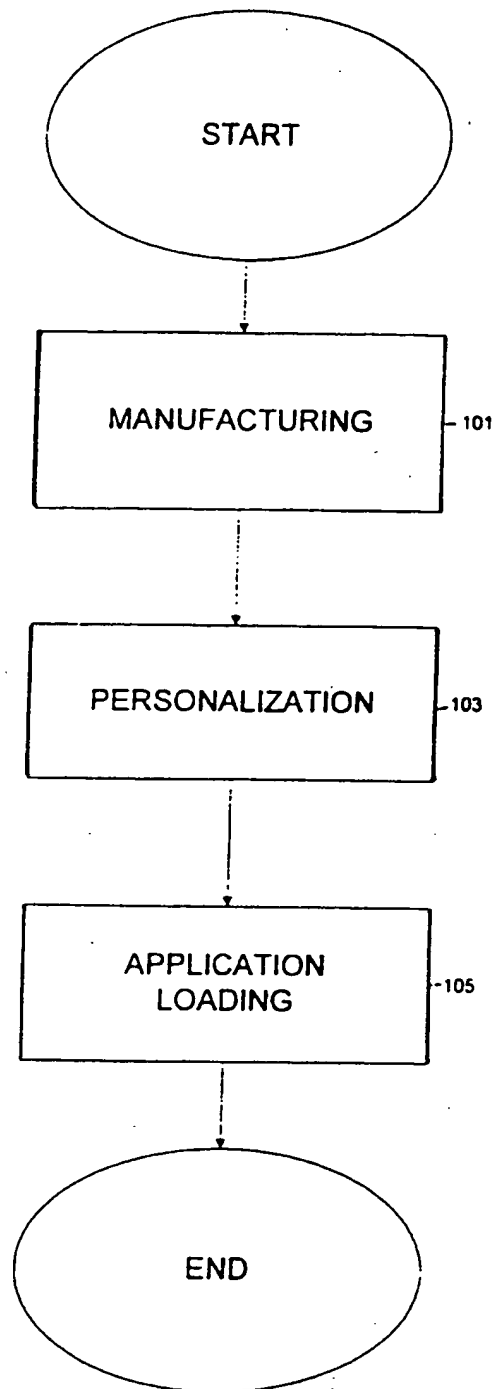 START
MANUFACTURING
101
PERSONALIZATION
103
APPLICATION
LOADING
105
END